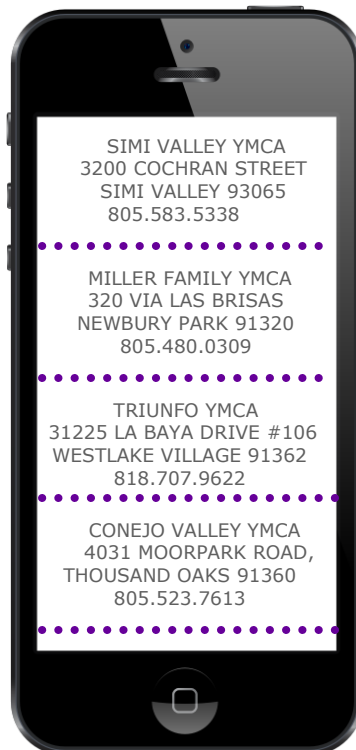 SIMI VALLEY YMCA
3200 COCHRAN STREET
SIMI VALLEY 93065
805.583.5338
MILLER FAMILY YMCA
320 VIA LAS BRISAS
NEWBURY PARK 91320
805.480.0309
TRIUNFO YMCA
31225 LA BAYA DRIVE #106
WESTLAKE VILLAGE 91362
818.707.9622
CONEJO VALLEY YMCA
4031 MOORPARK ROAD,
THOUSAND OAKS 91360
805.523.7613